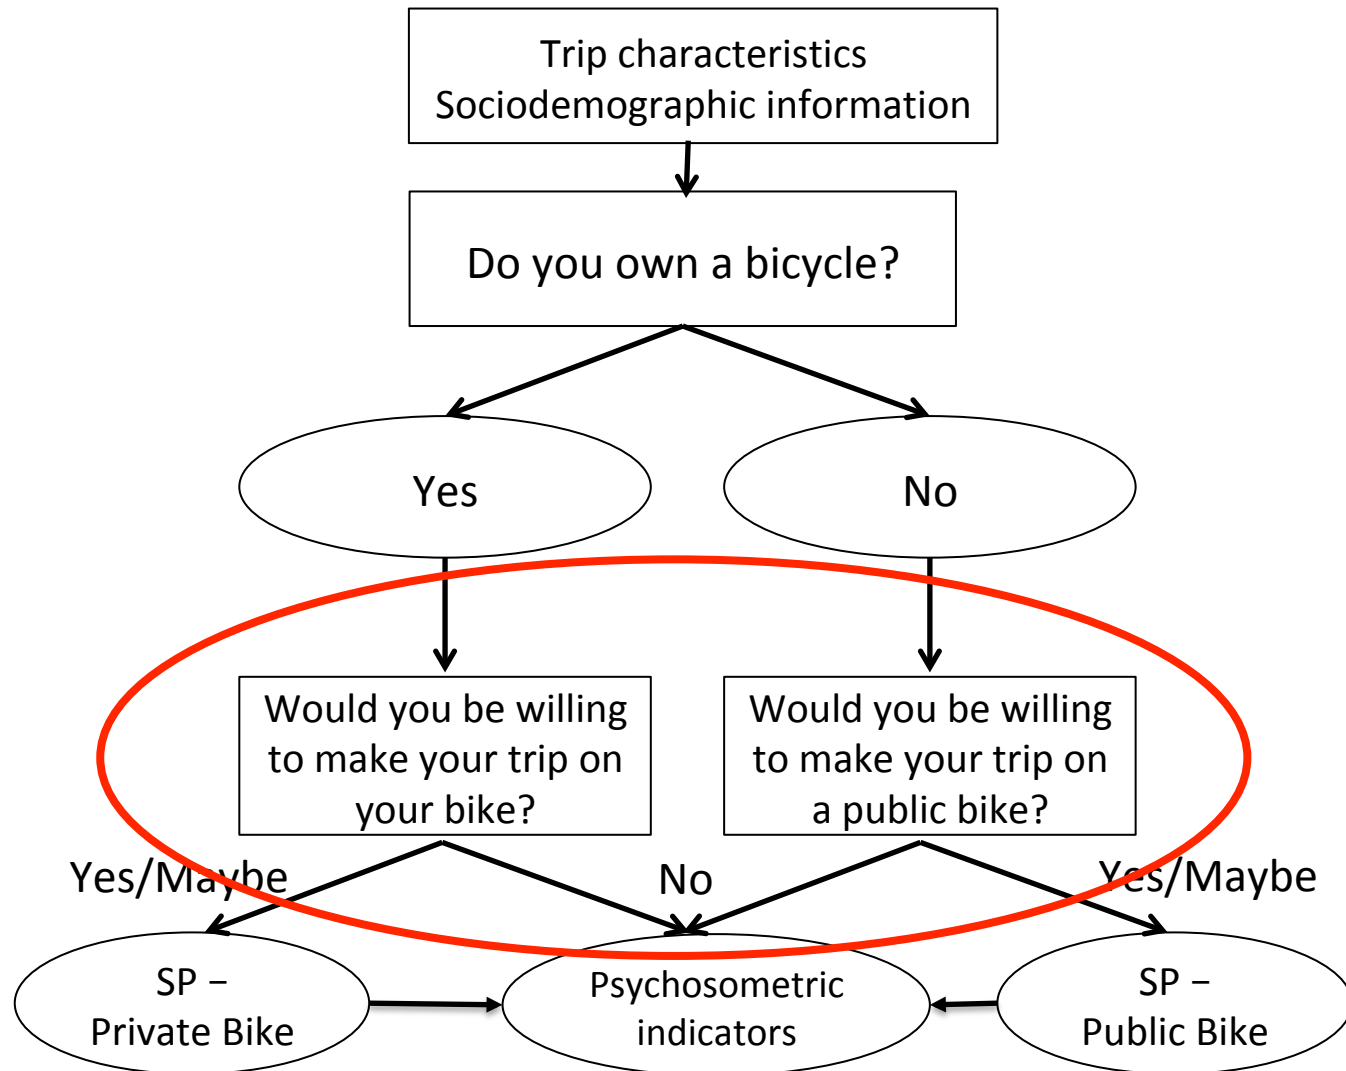 Trip characteristics
Sociodemographic information
Do you own a bicycle?
Yes
No
Would you be willing
to make your trip on
your bike?
Would you be willing
to make your trip on
a public bike?
Yes/Maybe
No
Yes/Maybe
SP −
Private Bike
Psychosometric
indicators
SP −
Public Bike